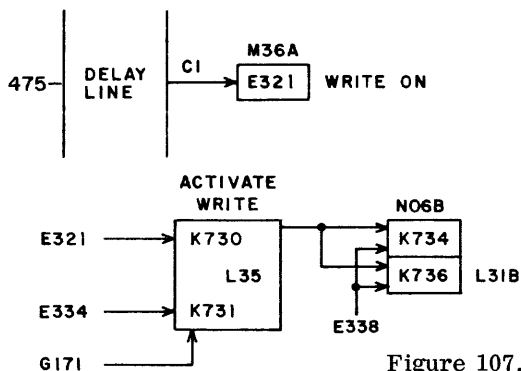 M36A
475 DELAY LINE C1 E321 WRITE ON
ACTIVATE WRITE
N06B
E321 K730 K734
L35 K736 L31B
E334 K731
E338
G171
Figure 107.